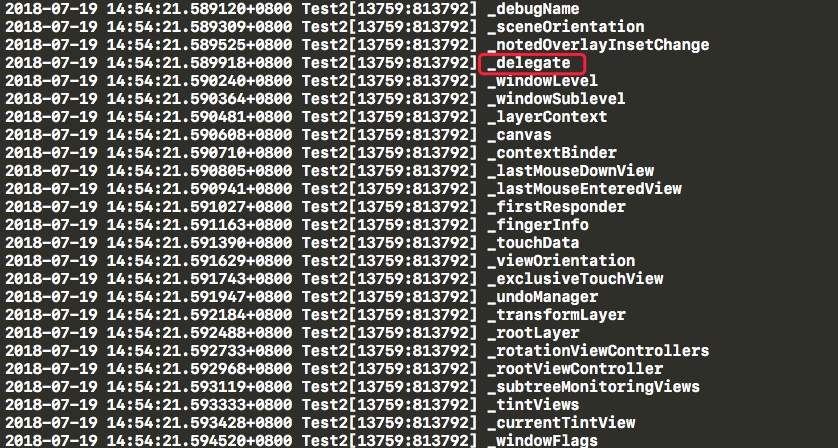 2018-07-19 14:54:21.589120+0800 Test2[13759:813792] _debugName
2018-07-19 14:54:21.589309+0800 Test2[13759:813792] _sceneOrientation
2018-07-19 14:54:21.589525+0800 Test2[13759:813792] _notedOverlayInsetChange
2018-07-19 14:54:21.589918+0800 Test2[13759:813792] _delegate
2018-07-19 14:54:21.590240+0800 Test2[13759:813792] _windowLevel
2018-07-19 14:54:21.590364+0800 Test2[13759:813792] _windowSublevel
2018-07-19 14:54:21.590481+0800 Test2[13759:813792] _layerContext
2018-07-19 14:54:21.590608+0800 Test2[13759:813792] _canvas
2018-07-19 14:54:21.590710+0800 Test2[13759:813792] _contextBinder
2018-07-19 14:54:21.590805+0800 Test2[13759:813792] _lastMouseDownView
2018-07-19 14:54:21.590941+0800 Test2[13759:813792] _lastMouseEnteredView
2018-07-19 14:54:21.591027+0800 Test2[13759:813792] _firstResponder
2018-07-19 14:54:21.591163+0800 Test2[13759:813792] _fingerInfo
2018-07-19 14:54:21.591390+0800 Test2[13759:813792] _touchData
2018-07-19 14:54:21.591629+0800 Test2[13759:813792] _viewOrientation
2018-07-19 14:54:21.591743+0800 Test2[13759:813792] _exclusiveTouchView
2018-07-19 14:54:21.591947+0800 Test2[13759:813792] _undoManager
2018-07-19 14:54:21.592184+0800 Test2[13759:813792] _transformLayer
2018-07-19 14:54:21.592488+0800 Test2[13759:813792] _rootLayer
2018-07-19 14:54:21.592733+0800 Test2[13759:813792] _rotationViewControllers
2018-07-19 14:54:21.592968+0800 Test2[13759:813792] _rootViewController
2018-07-19 14:54:21.593119+0800 Test2[13759:813792] _subtreeMonitoringViews
2018-07-19 14:54:21.593333+0800 Test2[13759:813792] _tintViews
2018-07-19 14:54:21.593428+0800 Test2[13759:813792] _currentTintView
2018-07-19 14:54:21.594520+0800 Test2[13759:813792] _windowFlags